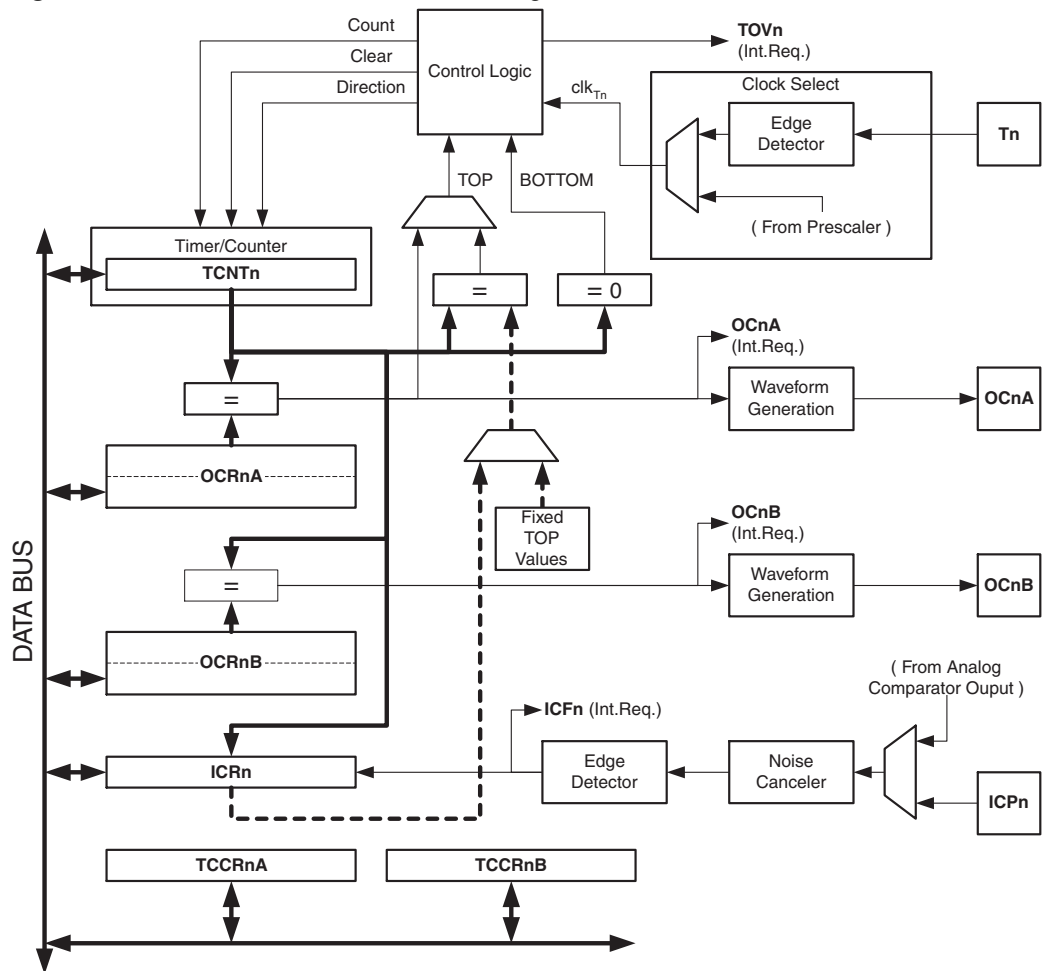 Count
Clear
Direction
Control Logic
TOVn
(Int.Req.)
clkTn
Clock Select
Edge
Detector
Tn
( From Prescaler )
TOP
BOTTOM
Timer/Counter
TCNTn
=
= 0
OCnA
(Int.Req.)
=
Waveform
Generation
OCnA
OCRnA
Fixed
TOP
Values
OCnB
(Int.Req.)
=
Waveform
Generation
OCnB
OCRnB
DATA BUS
( From Analog
Comparator Ouput )
ICFn (Int.Req.)
ICRn
Edge
Detector
Noise
Canceler
ICPn
TCCRnA
TCCRnB